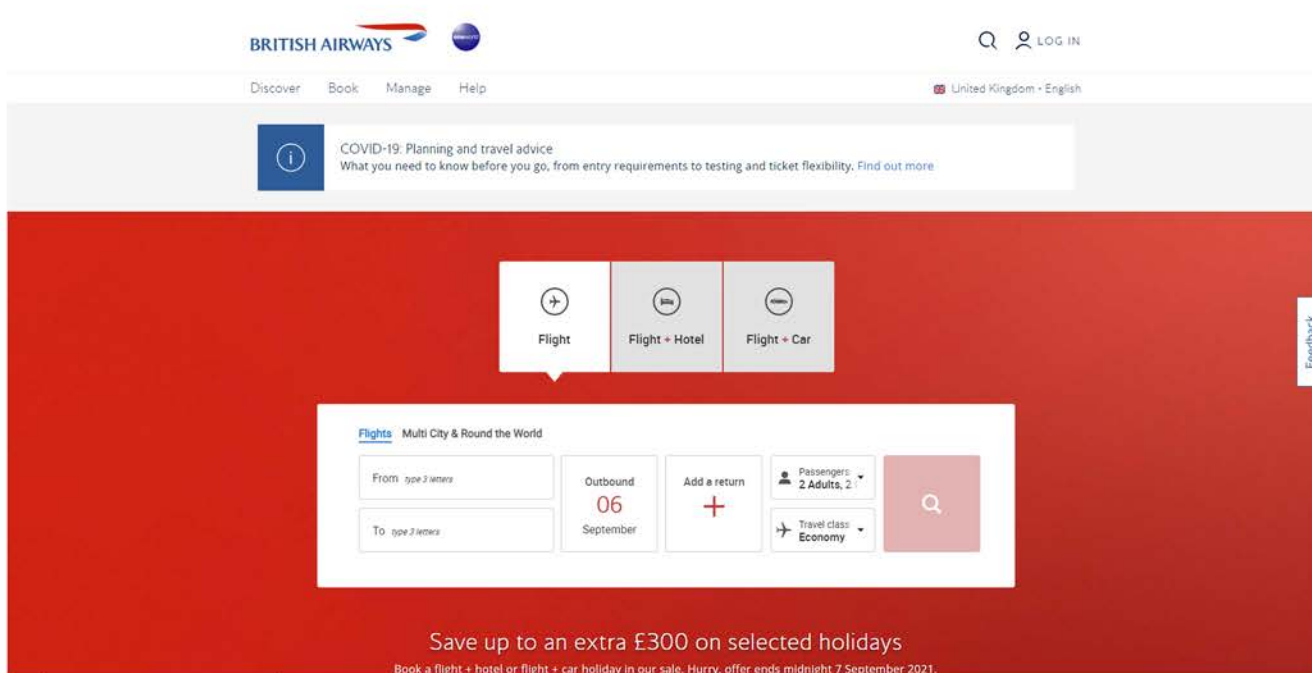 BRITISH AIRWAYS
LOG IN
Discover Book Manage Help
United Kingdom - English
COVID-19: Planning and travel advice
What you need to know before you go, from entry requirements to testing and ticket flexibility. Find out more
Flight
Flight + Hotel
Flight + Car
Feedback
Flights Multi City & Round the World
From type 3 letters
To type 3 letters
Outbound
06
September
Add a return
Passengers
2 Adults, 2
Travel class
Economy
Save up to an extra £300 on selected holidays
Book a flight + hotel or flight + car holiday in our sale. Hurry, offer ends midnight 7 September 2021.